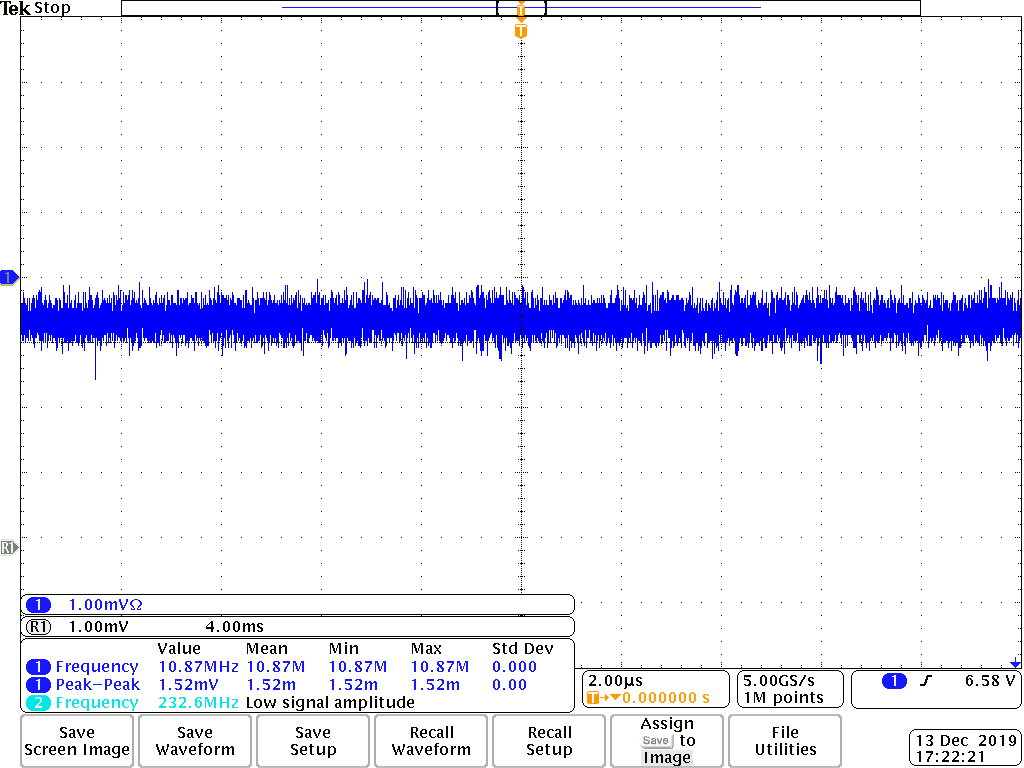 Tek Stop
T
T
1
R1
1 1.00mVΩ
R1 1.00mV 4.00ms
Value Mean Min Max Std Dev
1 Frequency 10.87MHz 10.87M 10.87M 10.87M 0.000
1 Peak-Peak 1.52mV 1.52m 1.52m 1.52m 0.00
2 Frequency 232.6MHz Low signal amplitude
2.00µs
T→▼0.000000 s
5.00GS/s
1M points
1 ƒ 6.58 V
Save
Screen Image
Save
Waveform
Save
Setup
Recall
Waveform
Recall
Setup
Assign
Save to
Image
File
Utilities
13 Dec 2019
17:22:21